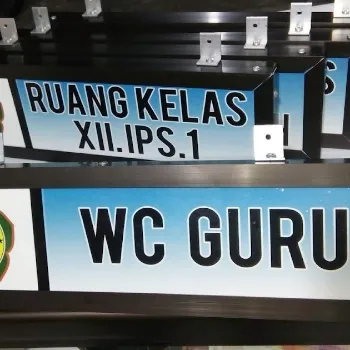 RUANG KELAS
XII.IPS.1
WC GURU